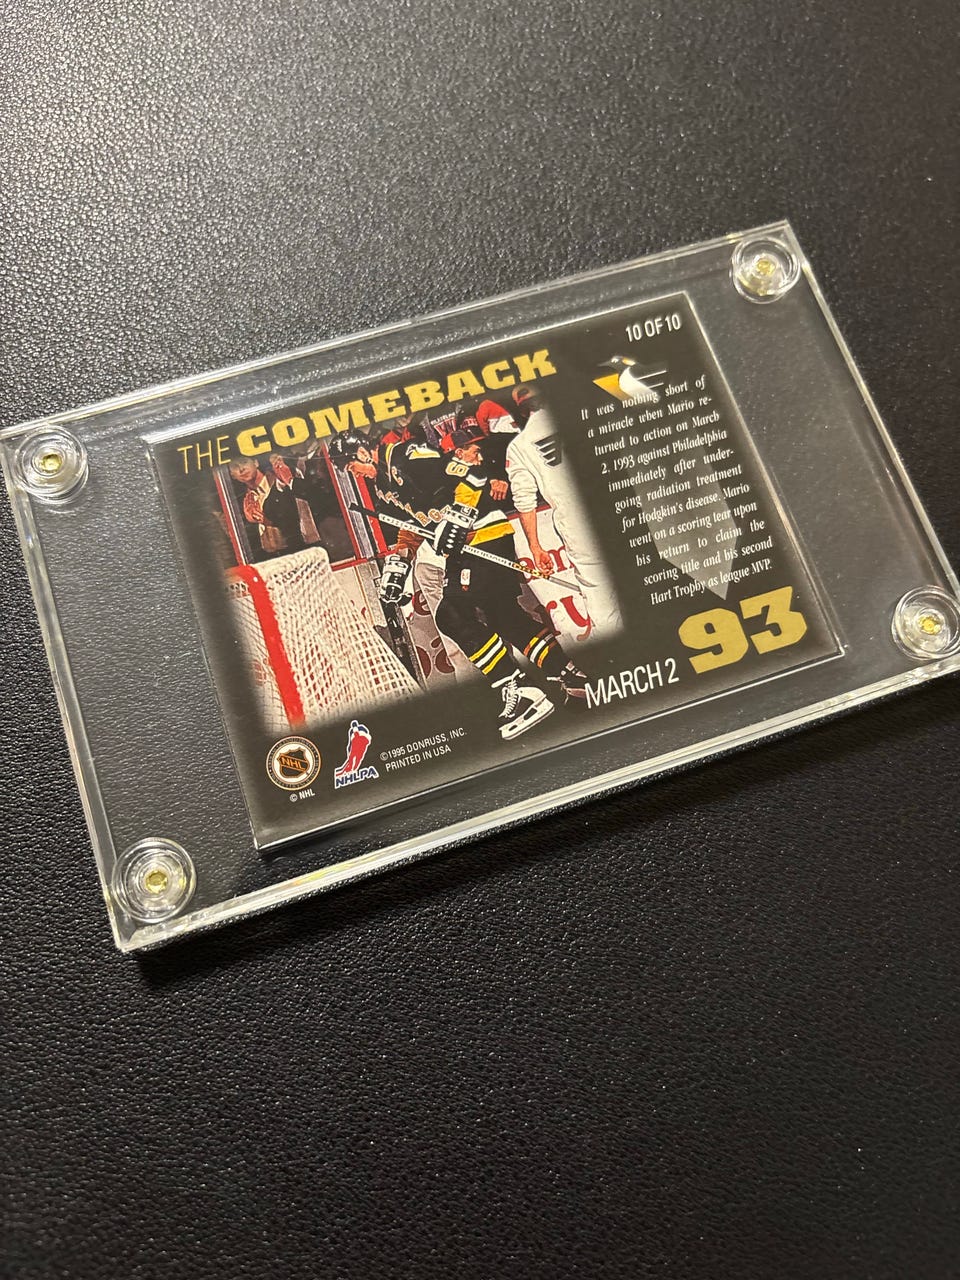 10 OF 10
THE COMEBACK
It was nothing short of
a miracle when Mario re-
turned to action on March
2, 1993 against Philadelphia
immediately after under-
going radiation treatment
for Hodgkin's disease. Mario
went on a scoring tear upon
his return to claim the
scoring title and his second
Hart Trophy as league MVP.
MARCH 2 93
NHL
© NHL
NHLPA
©1995 DONRUSS, INC.
PRINTED IN USA